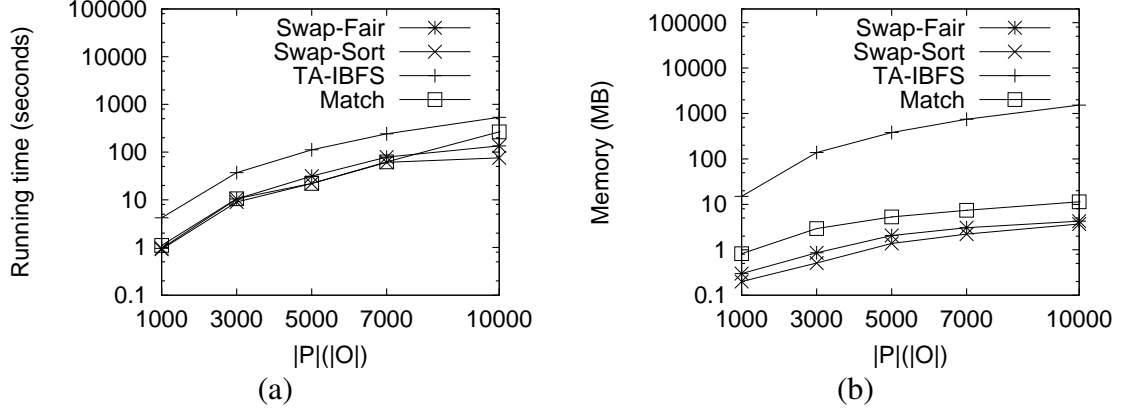 Running time (seconds)
100000
10000
1000
100
10
1
0.1
Swap-Fair
Swap-Sort
TA-IBFS
Match
1000 3000 5000 7000 10000
|P|(|O|)
(a)
Memory (MB)
100000
10000
1000
100
10
1
0.1
Swap-Fair
Swap-Sort
TA-IBFS
Match
1000 3000 5000 7000 10000
|P|(|O|)
(b)